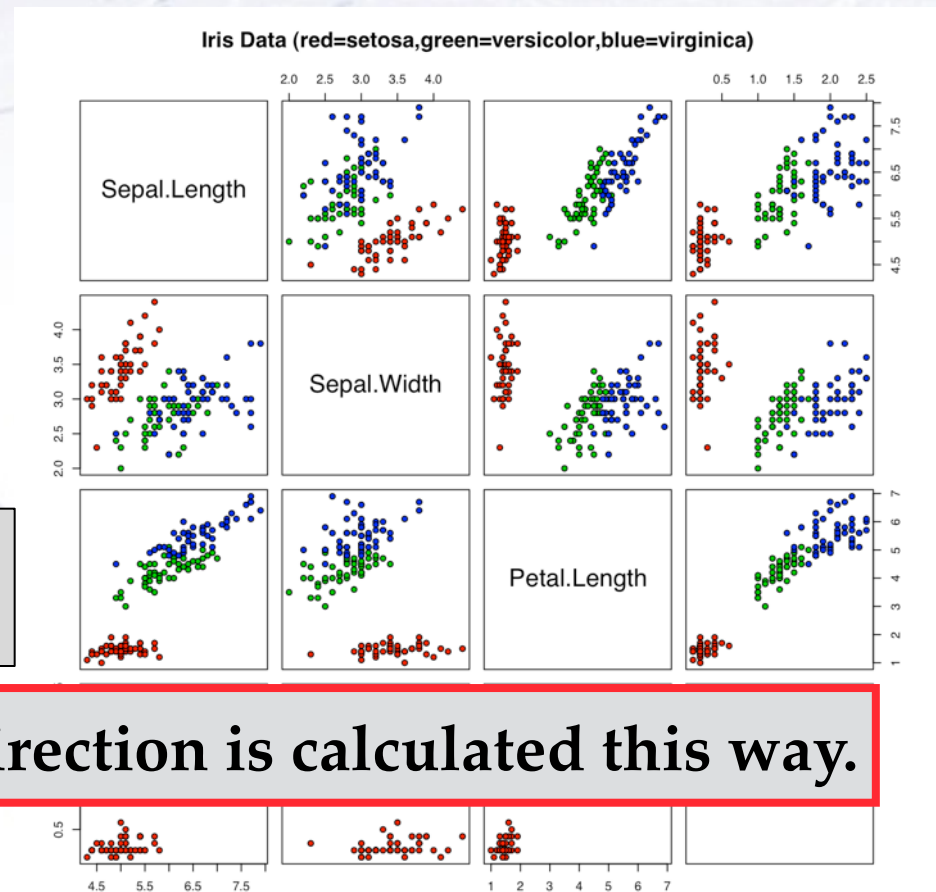 Iris Data (red=setosa,green=versicolor,blue=virginica)
2.0 2.5 3.0 3.5 4.0
0.5 1.0 1.5 2.0 2.5
Sepal.Length
4.5 5.5 6.5 7.5
2.0 2.5 3.0 3.5 4.0
Sepal.Width
Petal.Length
1 2 3 4 5 6 7
direction is calculated this way.
0.5
4.5 5.5 6.5 7.5
1 2 3 4 5 6 7